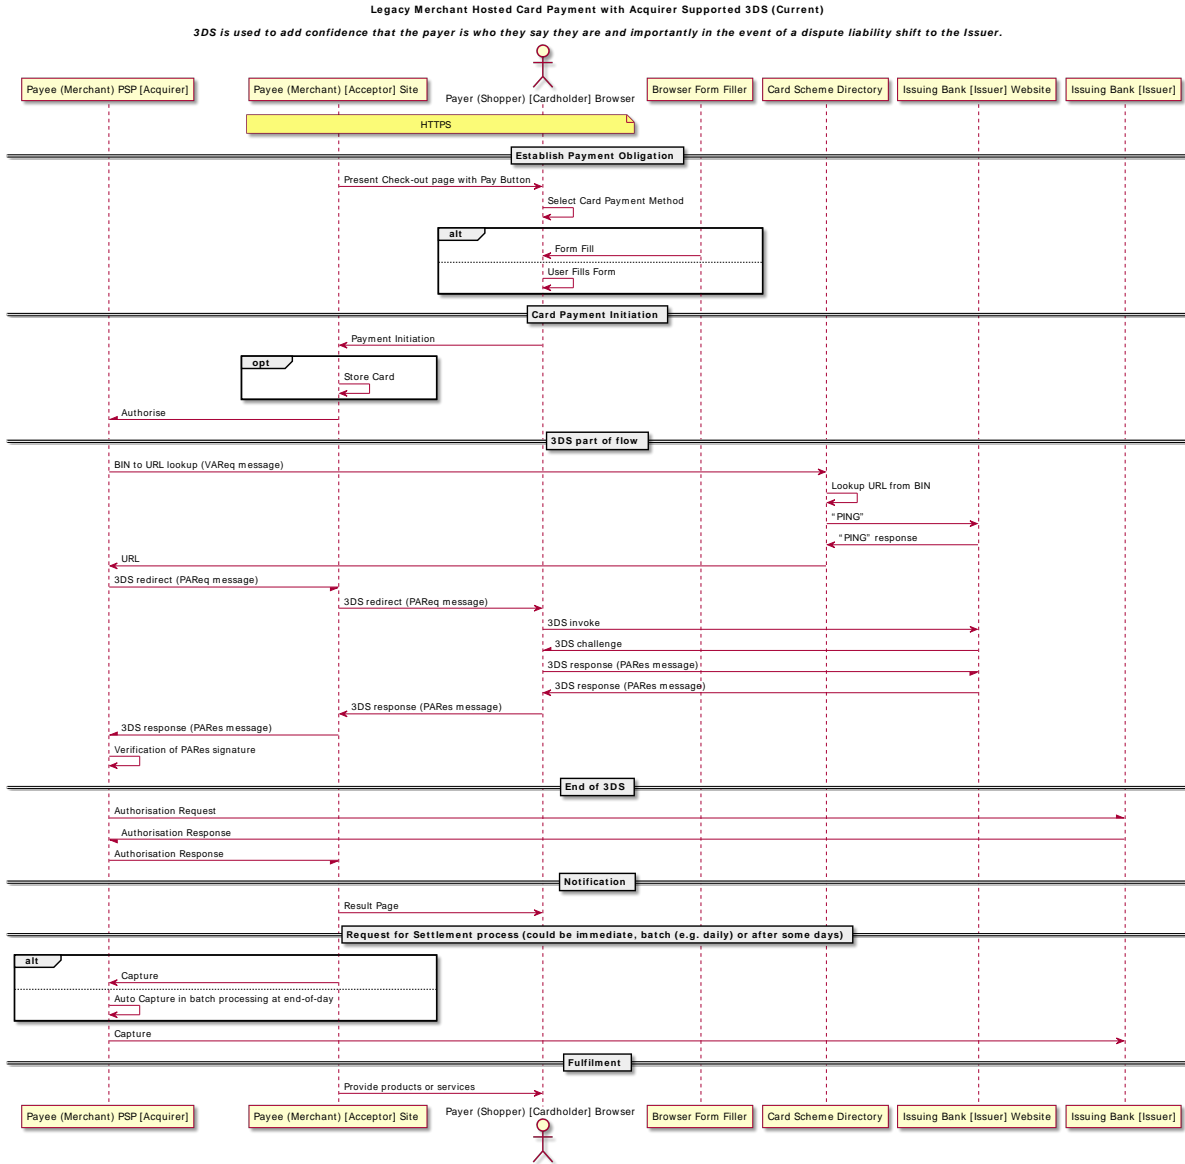 Legacy Merchant Hosted Card Payment with Acquirer Supported 3DS (Current)
3DS is used to add confidence that the payer is who they say they are and importantly in the event of a dispute liability shift to the Issuer.
Payee (Merchant) PSP [Acquirer]
Payee (Merchant) [Acceptor] Site
Payer (Shopper) [Cardholder] Browser
Browser Form Filler
Card Scheme Directory
Issuing Bank [Issuer] Website
Issuing Bank [Issuer]
HTTPS
Establish Payment Obligation
Present Check-out page with Pay Button
Select Card Payment Method
alt
Form Fill
User Fills Form
Card Payment Initiation
Payment Initiation
opt
Store Card
Authorise
3DS part of flow
BIN to URL lookup (VAReq message)
Lookup URL from BIN
"PING"
"PING" response
URL
3DS redirect (PAReq message)
3DS redirect (PAReq message)
3DS invoke
3DS challenge
3DS response (PARes message)
3DS response (PARes message)
3DS response (PARes message)
3DS response (PARes message)
Verification of PARes signature
End of 3DS
Authorisation Request
Authorisation Response
Authorisation Response
Notification
Result Page
Request for Settlement process (could be immediate, batch (e.g. daily) or after some days)
alt
Capture
Auto Capture in batch processing at end-of-day
Capture
Fulfilment
Provide products or services
Payee (Merchant) PSP [Acquirer]
Payee (Merchant) [Acceptor] Site
Payer (Shopper) [Cardholder] Browser
Browser Form Filler
Card Scheme Directory
Issuing Bank [Issuer] Website
Issuing Bank [Issuer]